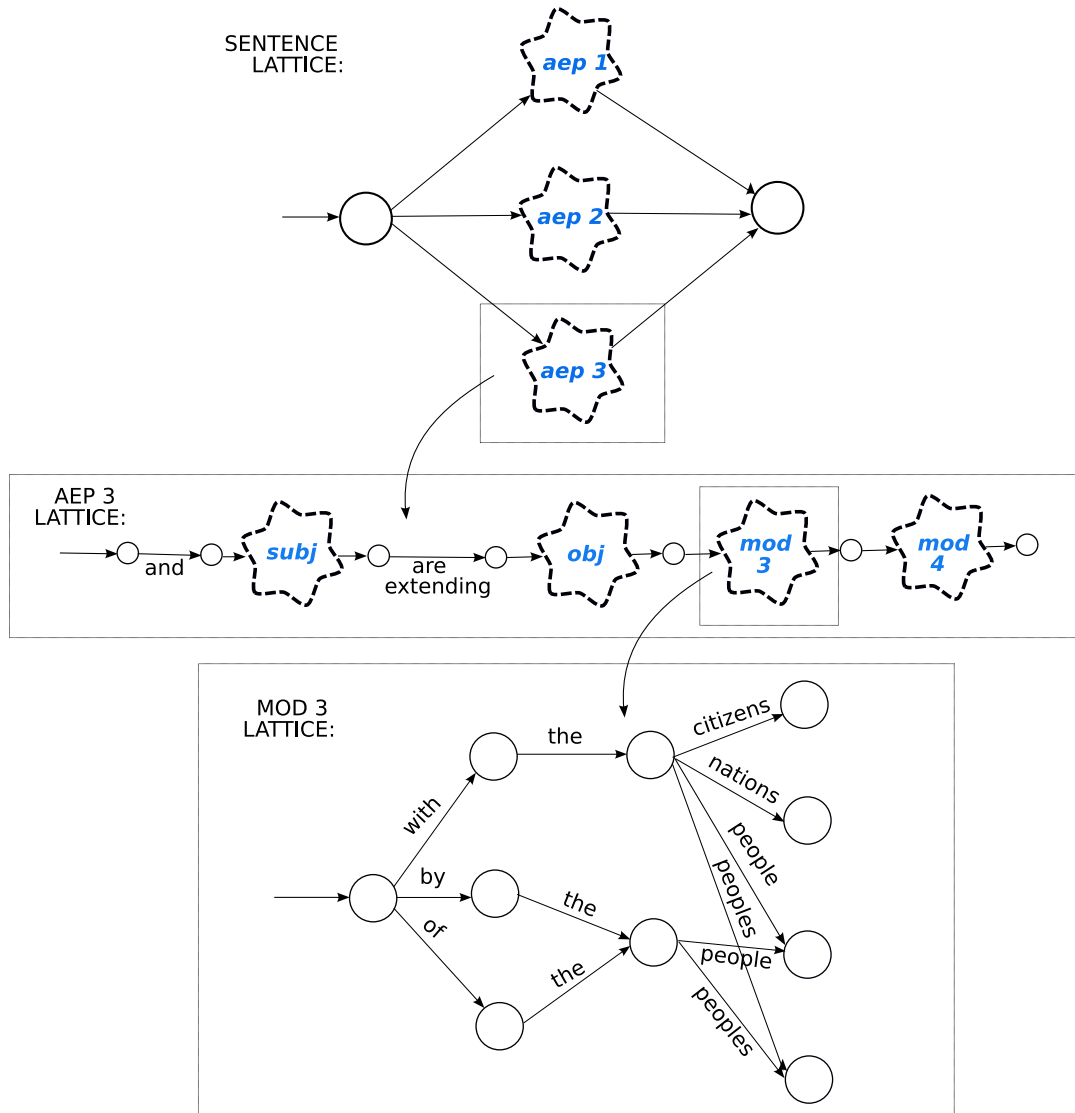 SENTENCE
LATTICE:
aep 1
aep 2
aep 3
AEP 3
LATTICE:
and
subj
are
extending
obj
mod
3
mod
4
MOD 3
LATTICE:
with
the
citizens
nations
people
peoples
by
the
of
the
people
peoples